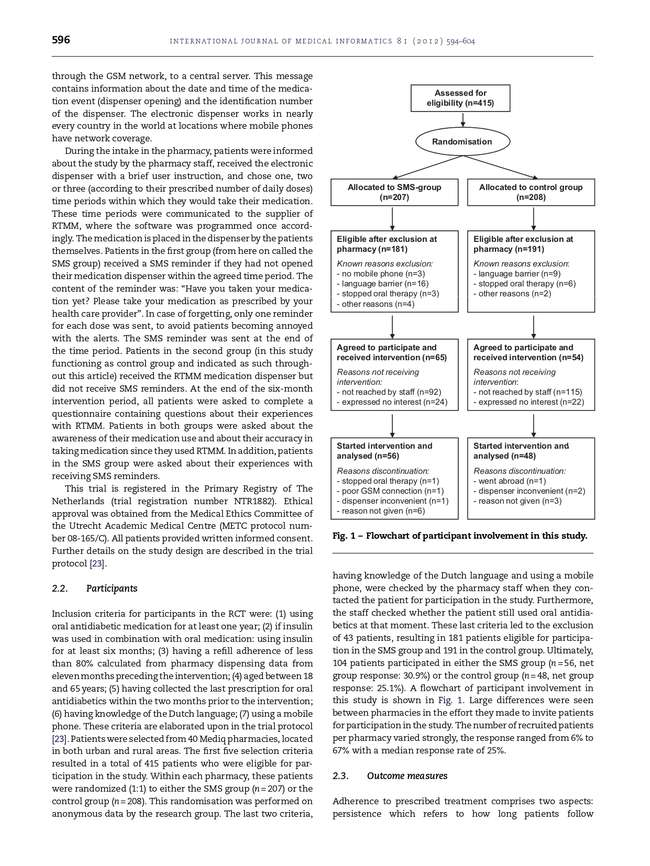 596
INTERNATIONAL JOURNAL OF MEDICAL INFORMATICS 81 (2012) 594–604
through the GSM network, to a central server. This message
contains information about the date and time of the medica-
tion event (dispenser opening) and the identification number
of the dispenser. The electronic dispenser works in nearly
every country in the world at locations where mobile phones
have network coverage.
During the intake in the pharmacy, patients were informed
about the study by the pharmacy staff, received the electronic
dispenser with a brief user instruction, and chose one, two
or three (according to their prescribed number of daily doses)
time periods within which they would take their medication.
These time periods were communicated to the supplier of
RTMM, where the software was programmed once accord-
ingly. The medication is placed in the dispenser by the patients
themselves. Patients in the first group (from here on called the
SMS group) received a SMS reminder if they had not opened
their medication dispenser within the agreed time period. The
content of the reminder was: “Have you taken your medica-
tion yet? Please take your medication as prescribed by your
health care provider”. In case of forgetting, only one reminder
for each dose was sent, to avoid patients becoming annoyed
with the alerts. The SMS reminder was sent at the end of
the time period. Patients in the second group (in this study
functioning as control group and indicated as such through-
out this article) received the RTMM medication dispenser but
did not receive SMS reminders. At the end of the six-month
intervention period, all patients were asked to complete a
questionnaire containing questions about their experiences
with RTMM. Patients in both groups were asked about the
awareness of their medication use and about their accuracy in
taking medication since they used RTMM. In addition, patients
in the SMS group were asked about their experiences with
receiving SMS reminders.
This trial is registered in the Primary Registry of The
Netherlands (trial registration number NTR1882). Ethical
approval was obtained from the Medical Ethics Committee of
the Utrecht Academic Medical Centre (METC protocol num-
ber 08-165/C). All patients provided written informed consent.
Further details on the study design are described in the trial
protocol [23].
2.2. Participants
Inclusion criteria for participants in the RCT were: (1) using
oral antidiabetic medication for at least one year; (2) if insulin
was used in combination with oral medication: using insulin
for at least six months; (3) having a refill adherence of less
than 80% calculated from pharmacy dispensing data from
eleven months preceding the intervention; (4) aged between 18
and 65 years; (5) having collected the last prescription for oral
antidiabetics within the two months prior to the intervention;
(6) having knowledge of the Dutch language; (7) using a mobile
phone. These criteria are elaborated upon in the trial protocol
[23]. Patients were selected from 40 Mediq pharmacies, located
in both urban and rural areas. The first five selection criteria
resulted in a total of 415 patients who were eligible for par-
ticipation in the study. Within each pharmacy, these patients
were randomized (1:1) to either the SMS group (n = 207) or the
control group (n = 208). This randomisation was performed on
anonymous data by the research group. The last two criteria,
Assessed for
eligibility (n=415)
Randomisation
Allocated to SMS-group
(n=207)
Allocated to control group
(n=208)
Eligible after exclusion at
pharmacy (n=181)
Known reasons exclusion:
- no mobile phone (n=3)
- language barrier (n=16)
- stopped oral therapy (n=3)
- other reasons (n=4)
Eligible after exclusion at
pharmacy (n=191)
Known reasons exclusion:
- language barrier (n=9)
- stopped oral therapy (n=6)
- other reasons (n=2)
Agreed to participate and
received intervention (n=65)
Reasons not receiving
intervention:
- not reached by staff (n=92)
- expressed no interest (n=24)
Agreed to participate and
received intervention (n=54)
Reasons not receiving
intervention:
- not reached by staff (n=115)
- expressed no interest (n=22)
Started intervention and
analysed (n=56)
Reasons discontinuation:
- stopped oral therapy (n=1)
- poor GSM connection (n=1)
- dispenser inconvenient (n=1)
- reason not given (n=6)
Started intervention and
analysed (n=48)
Reasons discontinuation:
- went abroad (n=1)
- dispenser inconvenient (n=2)
- reason not given (n=3)
Fig. 1 – Flowchart of participant involvement in this study.
having knowledge of the Dutch language and using a mobile
phone, were checked by the pharmacy staff when they con-
tacted the patient for participation in the study. Furthermore,
the staff checked whether the patient still used oral antidia-
betics at that moment. These last criteria led to the exclusion
of 43 patients, resulting in 181 patients eligible for participa-
tion in the SMS group and 191 in the control group. Ultimately,
104 patients participated in either the SMS group (n = 56, net
group response: 30.9%) or the control group (n = 48, net group
response: 25.1%). A flowchart of participant involvement in
this study is shown in Fig. 1. Large differences were seen
between pharmacies in the effort they made to invite patients
for participation in the study. The number of recruited patients
per pharmacy varied strongly, the response ranged from 6% to
67% with a median response rate of 25%.
2.3. Outcome measures
Adherence to prescribed treatment comprises two aspects:
persistence which refers to how long patients follow